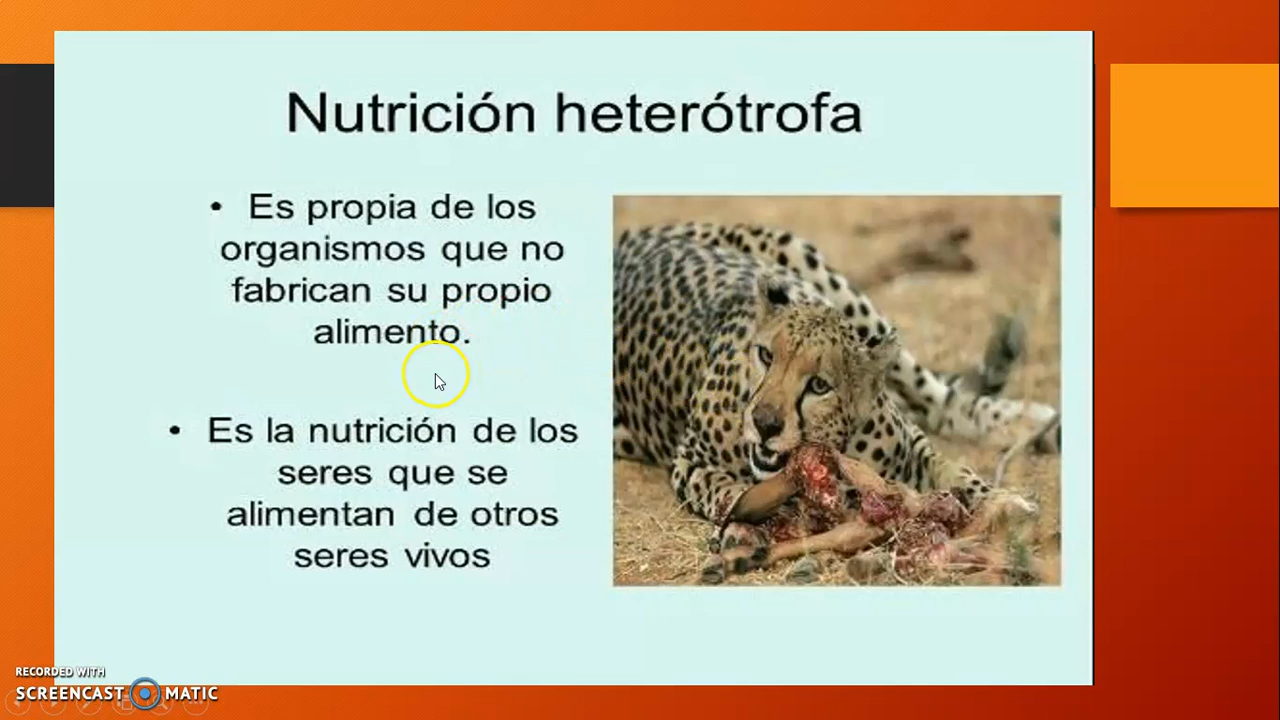 Nutrición heterótrofa
• Es propia de los
organismos que no
fabrican su propio
alimento.
• Es la nutrición de los
seres que se
alimentan de otros
seres vivos
RECORDED WITH
SCREENCAST MATIC